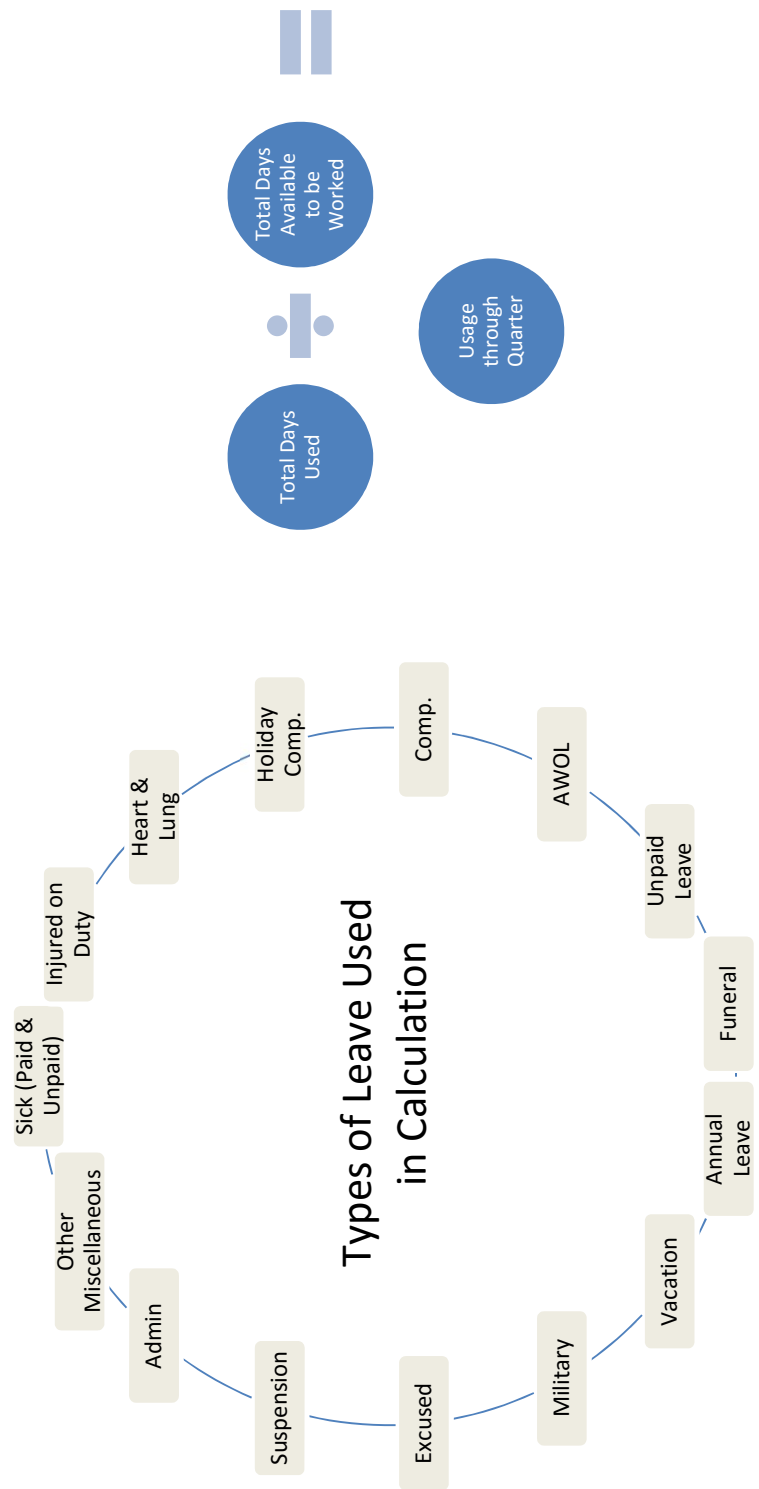 Types of Leave Used
in Calculation
Sick (Paid &
Unpaid)
Injured on
Duty
Heart &
Lung
Holiday
Comp.
Comp.
AWOL
Unpaid
Leave
Funeral
Annual
Leave
Vacation
Military
Excused
Suspension
Admin
Other
Miscellaneous
Total Days
Used
÷
Total Days
Available
to be
Worked
=
Usage
through
Quarter